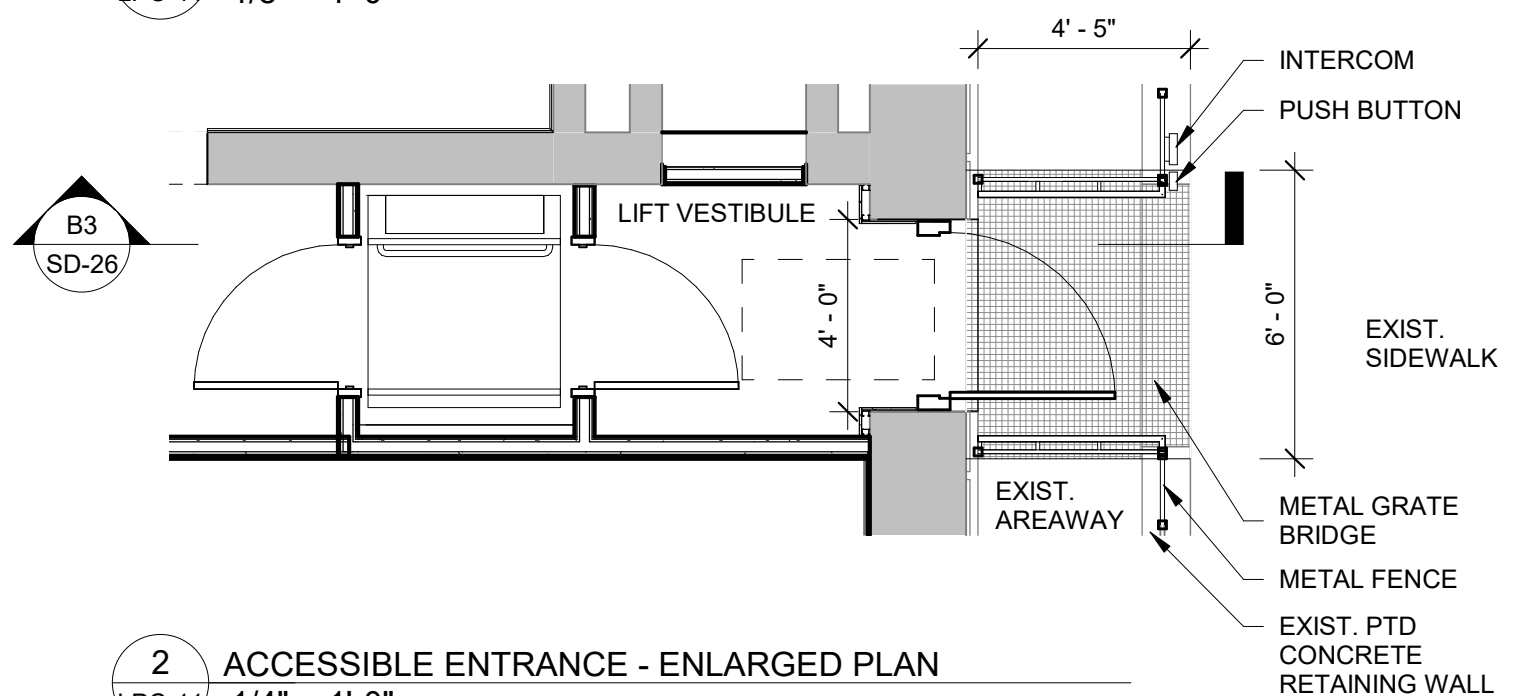 4' - 5"
INTERCOM
PUSH BUTTON
LIFT VESTIBULE
B3
SD-26
4' - 0"
6' - 0"
EXIST.
SIDEWALK
EXIST.
AREAWAY
METAL GRATE
BRIDGE
METAL FENCE
EXIST. PTD
CONCRETE
RETAINING WALL
2
ACCESSIBLE ENTRANCE - ENLARGED PLAN